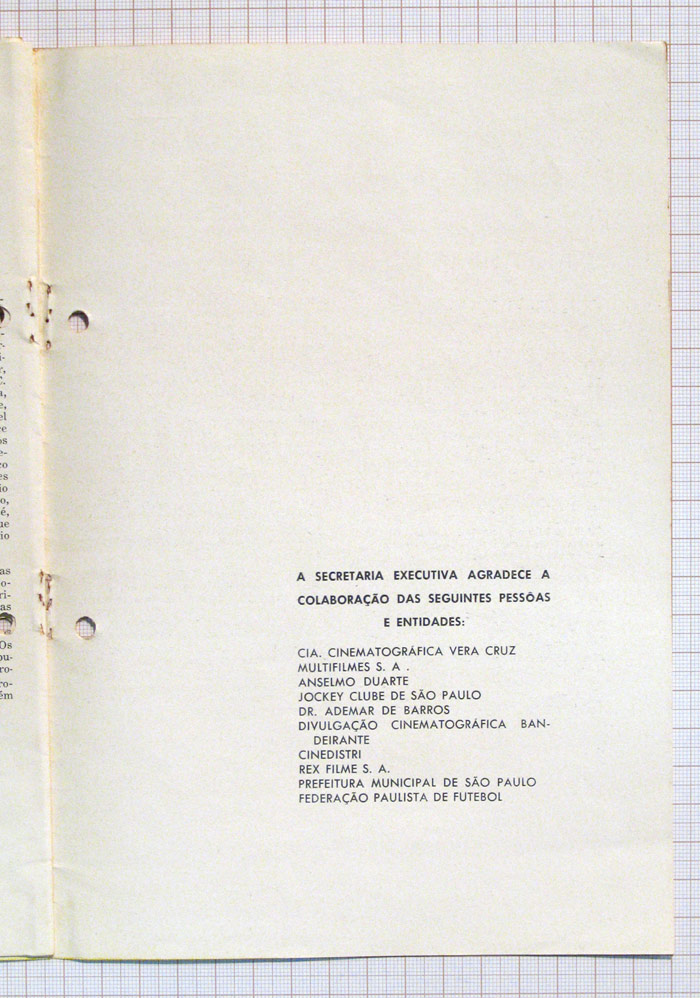 A SECRETARIA EXECUTIVA AGRADECE A
COLABORAÇÃO DAS SEGUINTES PESSÕAS
E ENTIDADES:
CIA. CINEMATOGRÁFICA VERA CRUZ
MULTIFILMES S. A .
ANSELMO DUARTE
JOCKEY CLUBE DE SÃO PAULO
DR. ADEMAR DE BARROS
DIVULGAÇÃO CINEMATOGRÁFICA BAN-
DEIRANTE
CINEDISTRI
REX FILME S. A.
PREFEITURA MUNICIPAL DE SÃO PAULO
FEDERAÇÃO PAULISTA DE FUTEBOL